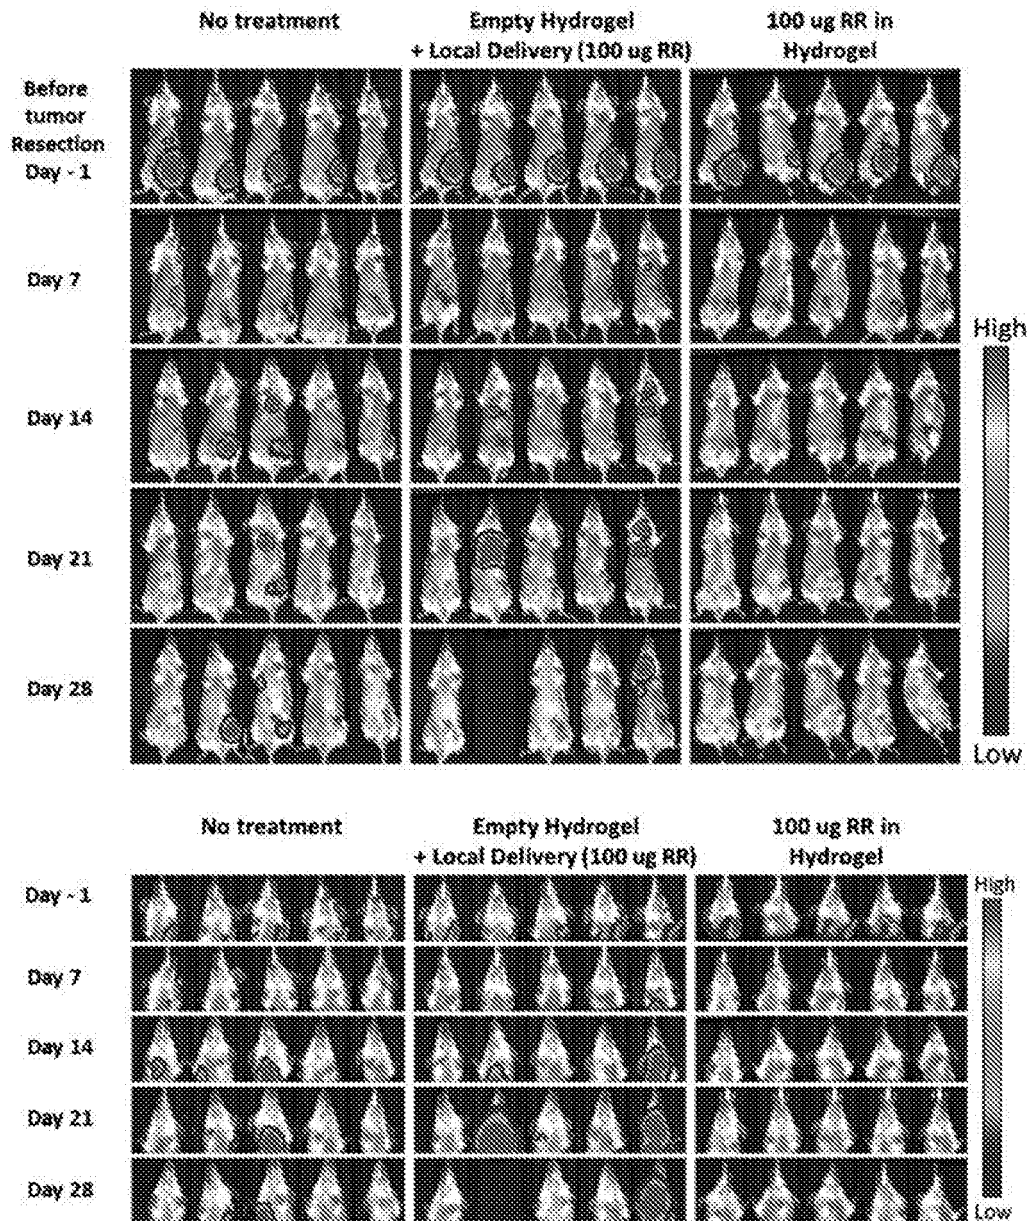 No treatment
Empty Hydrogel
+ Local Delivery (100 ug RR)
100 ug RR in
Hydrogel
Before
tumor
Resection
Day - 1
Day 7
Day 14
Day 21
Day 28
High
Low
No treatment
Empty Hydrogel
+ Local Delivery (100 ug RR)
100 ug RR in
Hydrogel
Day - 1
Day 7
Day 14
Day 21
Day 28
High
Low